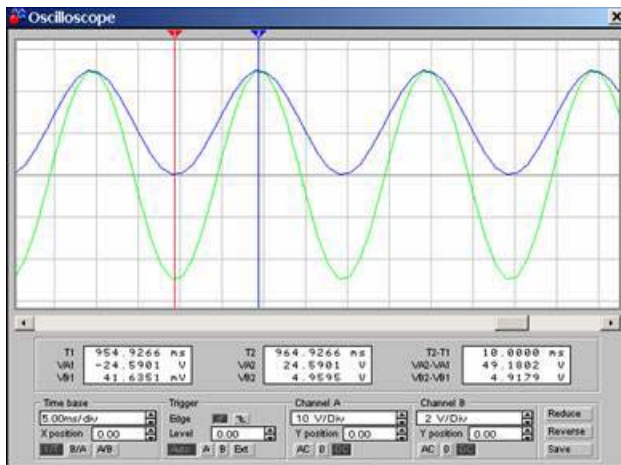 Oscilloscope
1 2
T1 954.9266 ms T2 964.9266 ms T2-T1 10.0000 ms
VA1 -24.5901 V VA2 24.5901 V VA2-VA1 49.1802 V
VB1 41.6351 mV VB2 4.9595 V VB2-VB1 4.9179 V
Time base Trigger Channel A Channel B
5.00ms/div Edge 10 V/Div 2 V/Div Reduce
X position 0.00 Level 0.00 Y position 0.00 Y position 0.00 Reverse
Y/T B/A A/B Auto A B Ext AC 0 DC AC 0 DC Save